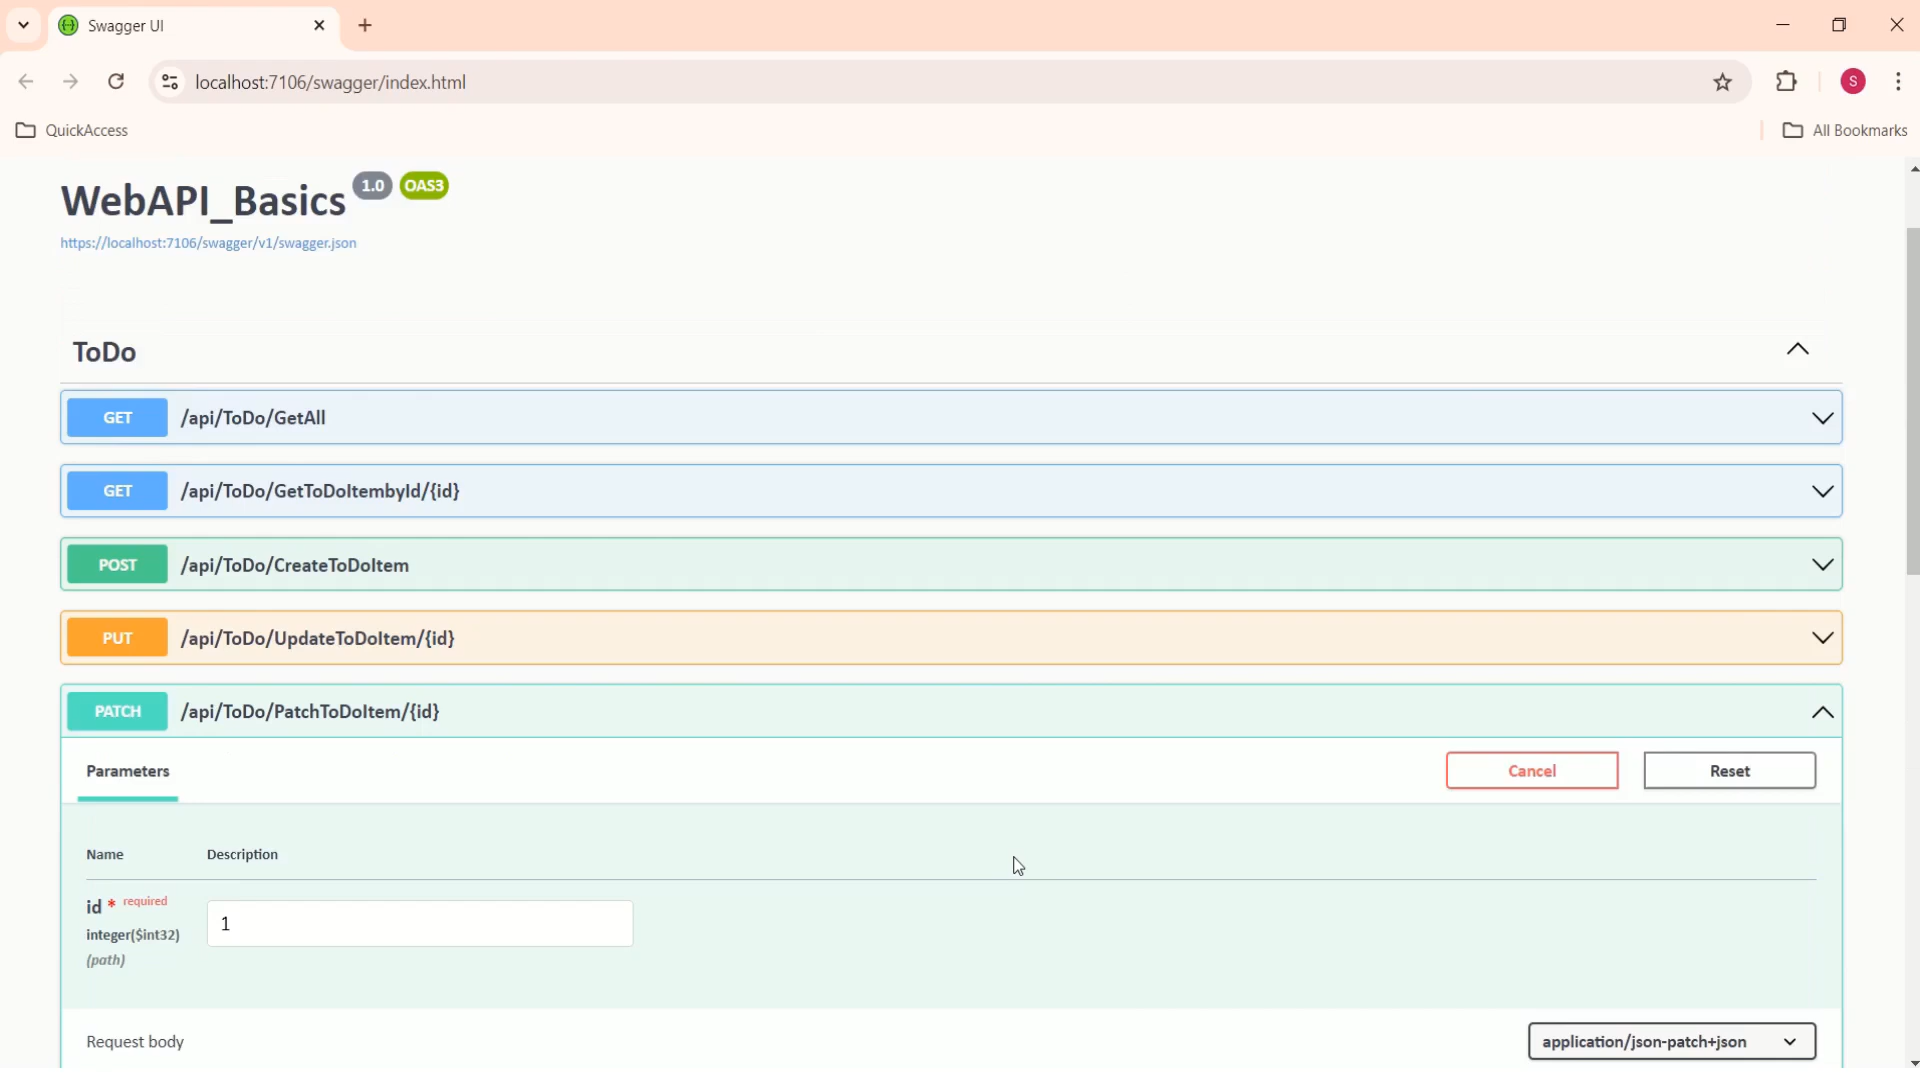 Swagger UI
localhost:7106/swagger/index.html
S
QuickAccess
All Bookmarks
WebAPI_Basics 1.0 OAS3
https://localhost:7106/swagger/v1/swagger.json
ToDo
GET /api/ToDo/GetAll
GET /api/ToDo/GetToDoItembyId/{id}
POST /api/ToDo/CreateToDoItem
PUT /api/ToDo/UpdateToDoItem/{id}
PATCH /api/ToDo/PatchToDoItem/{id}
Parameters Cancel Reset
Name Description
id * required
integer($int32)
(path)
1
Request body application/json-patch+json